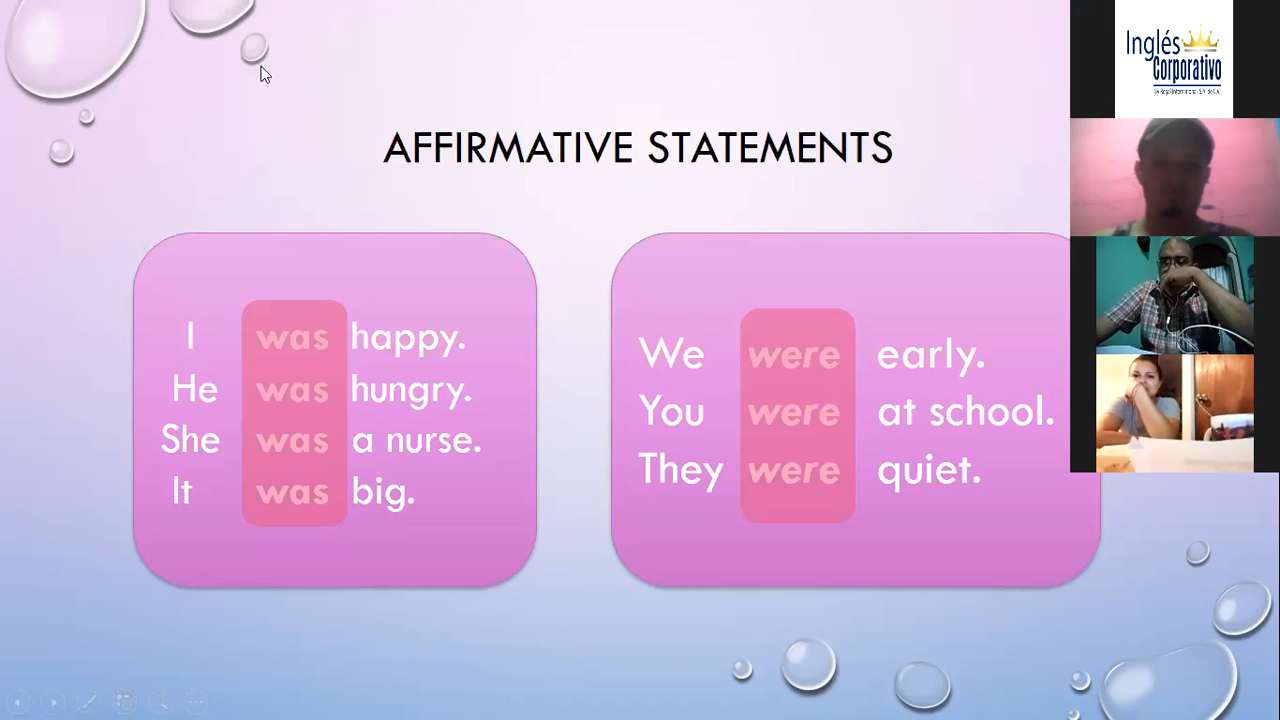 AFFIRMATIVE STATEMENTS
I was happy.
He was hungry.
She was a nurse.
It was big.
We were early.
You were at school.
They were quiet.
Inglés
Corporativo